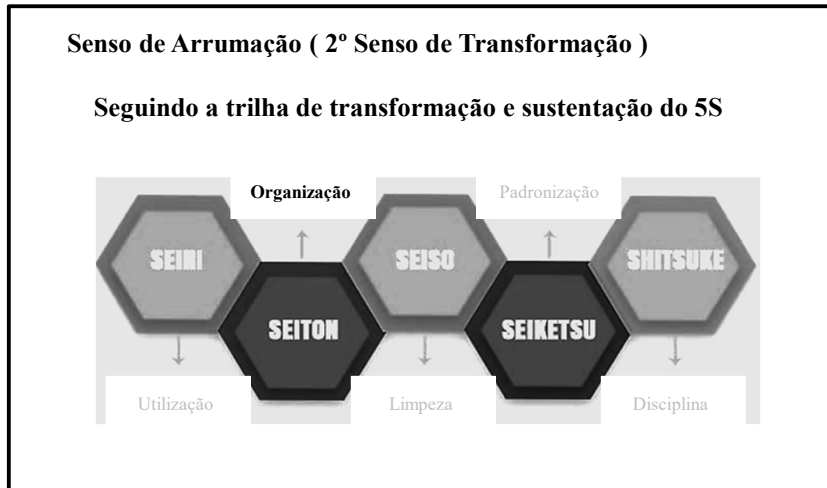 Senso de Arrumação ( 2º Senso de Transformação )
Seguindo a trilha de transformação e sustentação do 5S
Organização
Padronização
SEIRI
SEISO
SHITSUKE
SEITON
SEIKETSU
Utilização
Limpeza
Disciplina